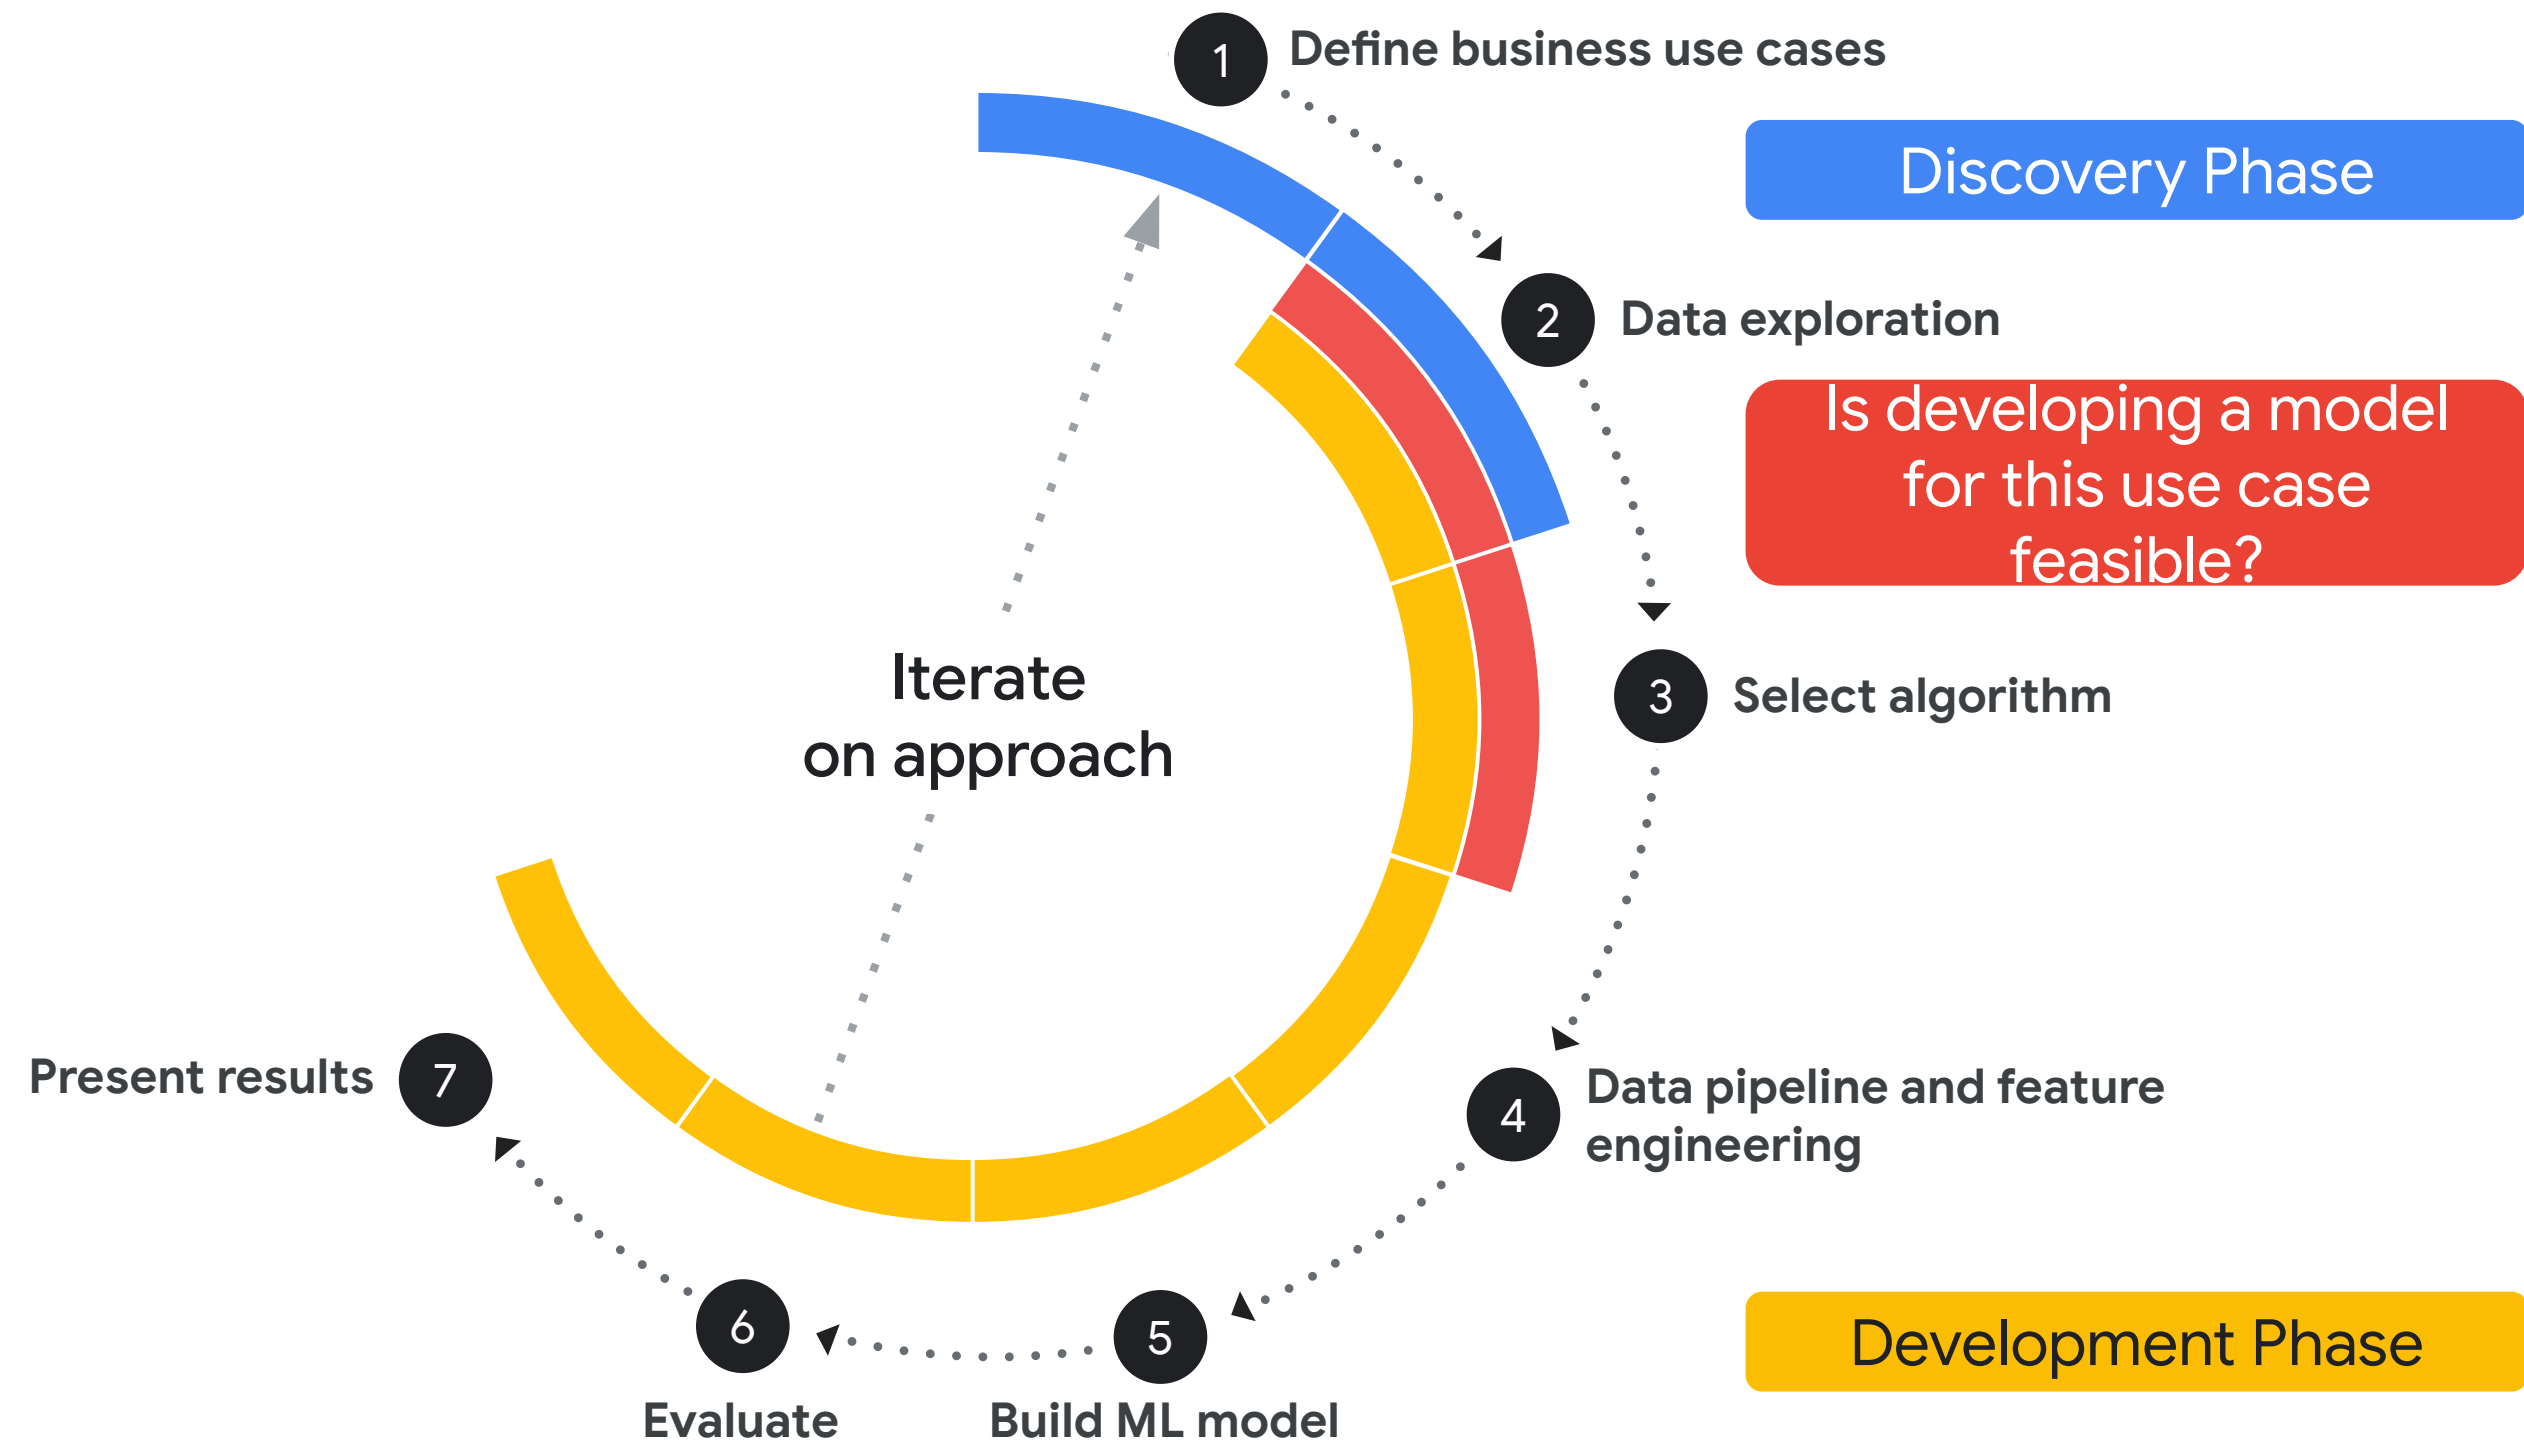 1
Define business use cases
Discovery Phase
2
Data exploration
Is developing a model
for this use case
feasible?
Iterate
on approach
3
Select algorithm
4
Data pipeline and feature
engineering
5
Build ML model
6
Evaluate
7
Present results
Development Phase